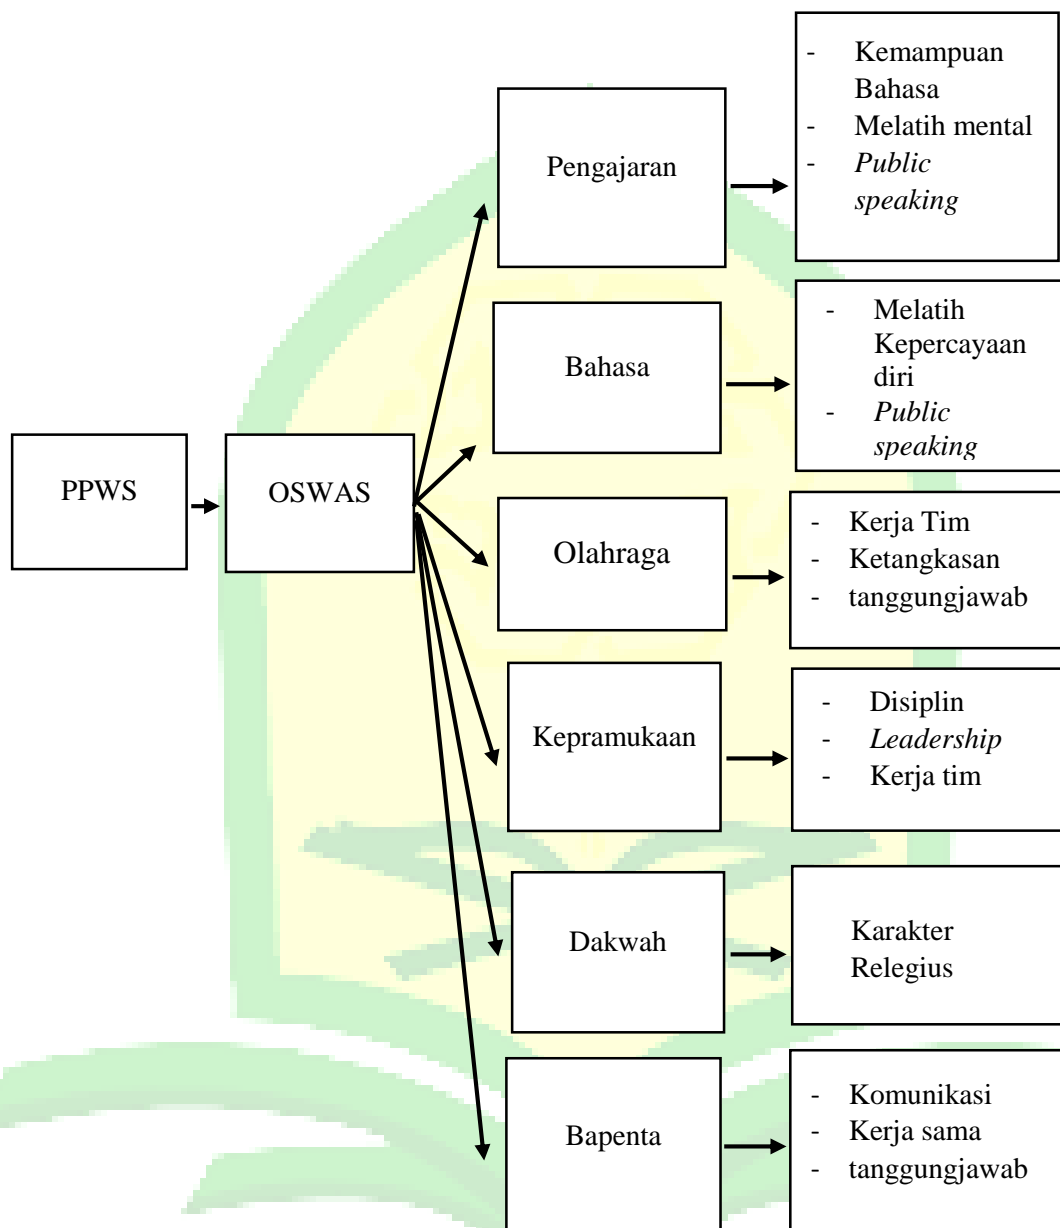 PPWS
OSWAS
Pengajaran
- Kemampuan
Bahasa
- Melatih mental
- Public
speaking
Bahasa
- Melatih
Kepercayaan
diri
- Public
speaking
Olahraga
- Kerja Tim
- Ketangkasan
- tanggungjawab
Kepramukaan
- Disiplin
- Leadership
- Kerja tim
Dakwah
Karakter
Relegius
Bapenta
- Komunikasi
- Kerja sama
- tanggungjawab